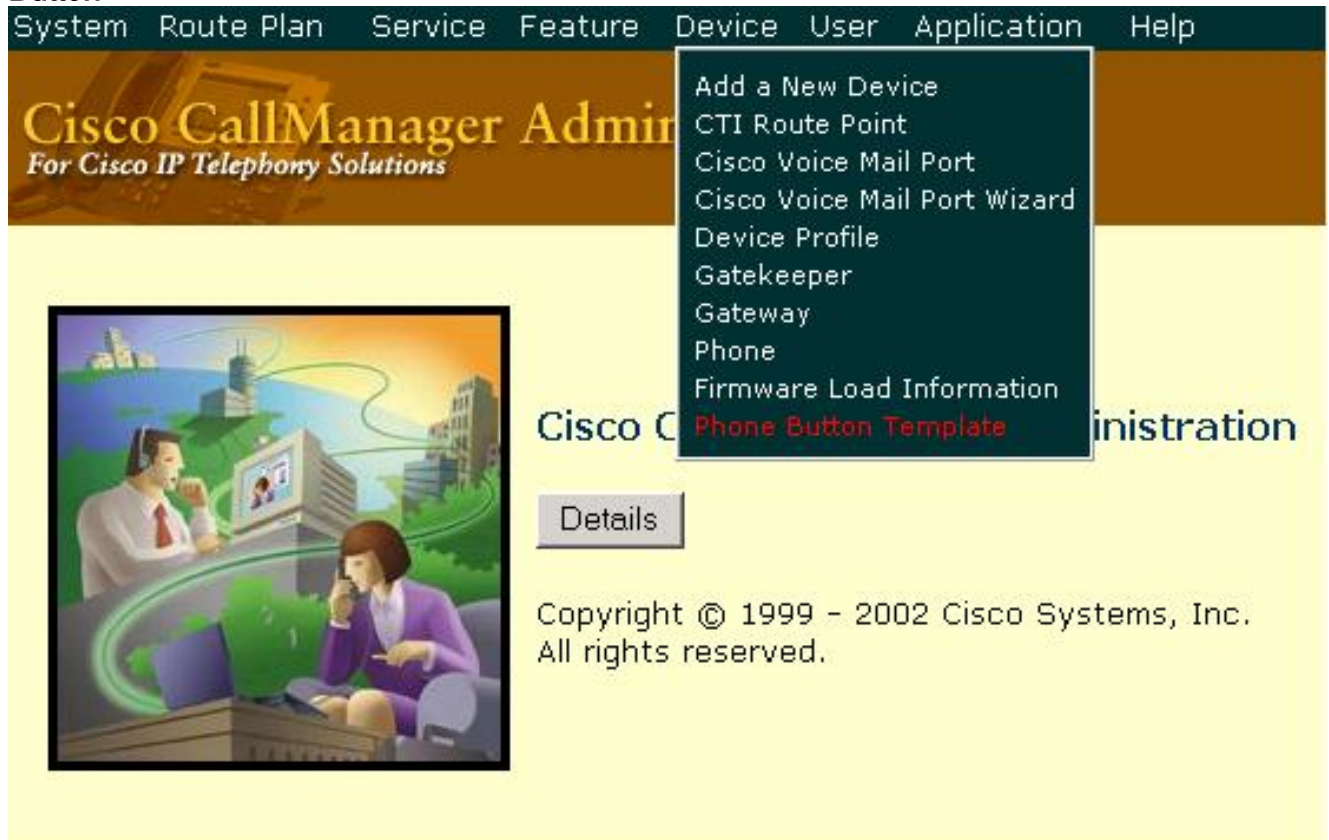 System Route Plan Service Feature Device User Application Help
Cisco CallManager Admin
For Cisco IP Telephony Solutions
Add a New Device
CTI Route Point
Cisco Voice Mail Port
Cisco Voice Mail Port Wizard
Device Profile
Gatekeeper
Gateway
Phone
Firmware Load Information
Phone Button Template
Cisco C inistration
Details
Copyright © 1999 - 2002 Cisco Systems, Inc.
All rights reserved.